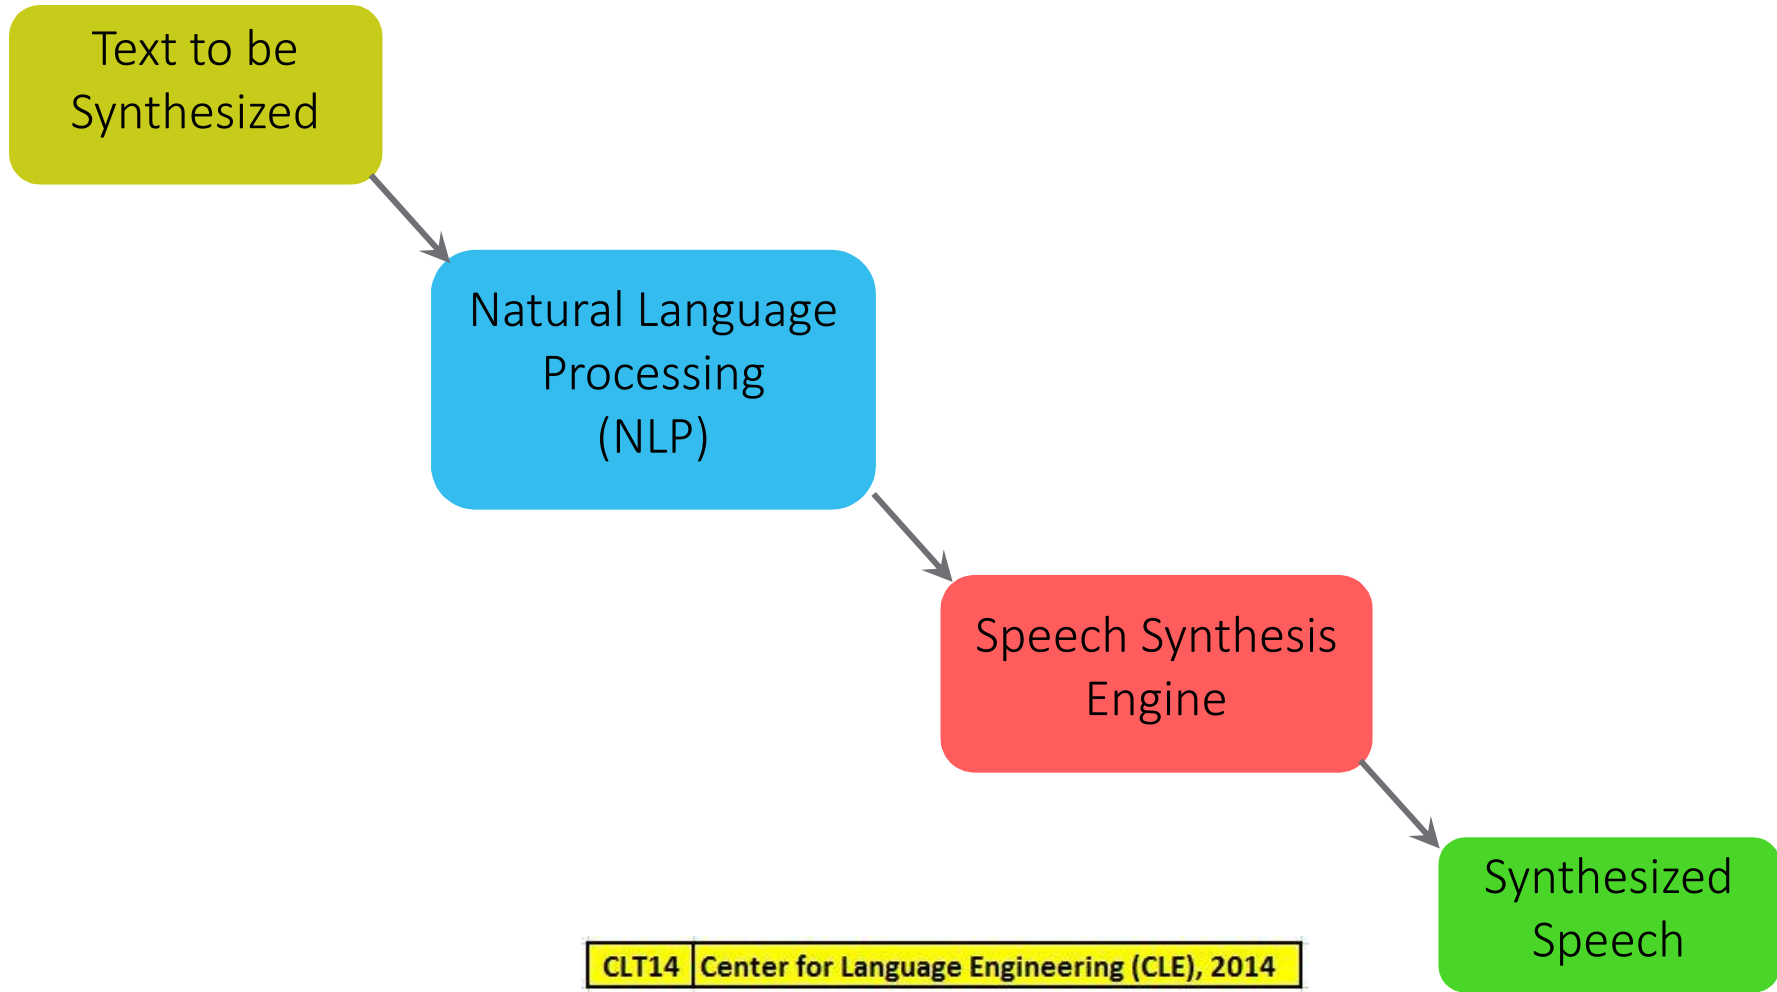 Text to be
Synthesized
Natural Language
Processing
(NLP)
Speech Synthesis
Engine
Synthesized
Speech
CLT14 Center for Language Engineering (CLE), 2014